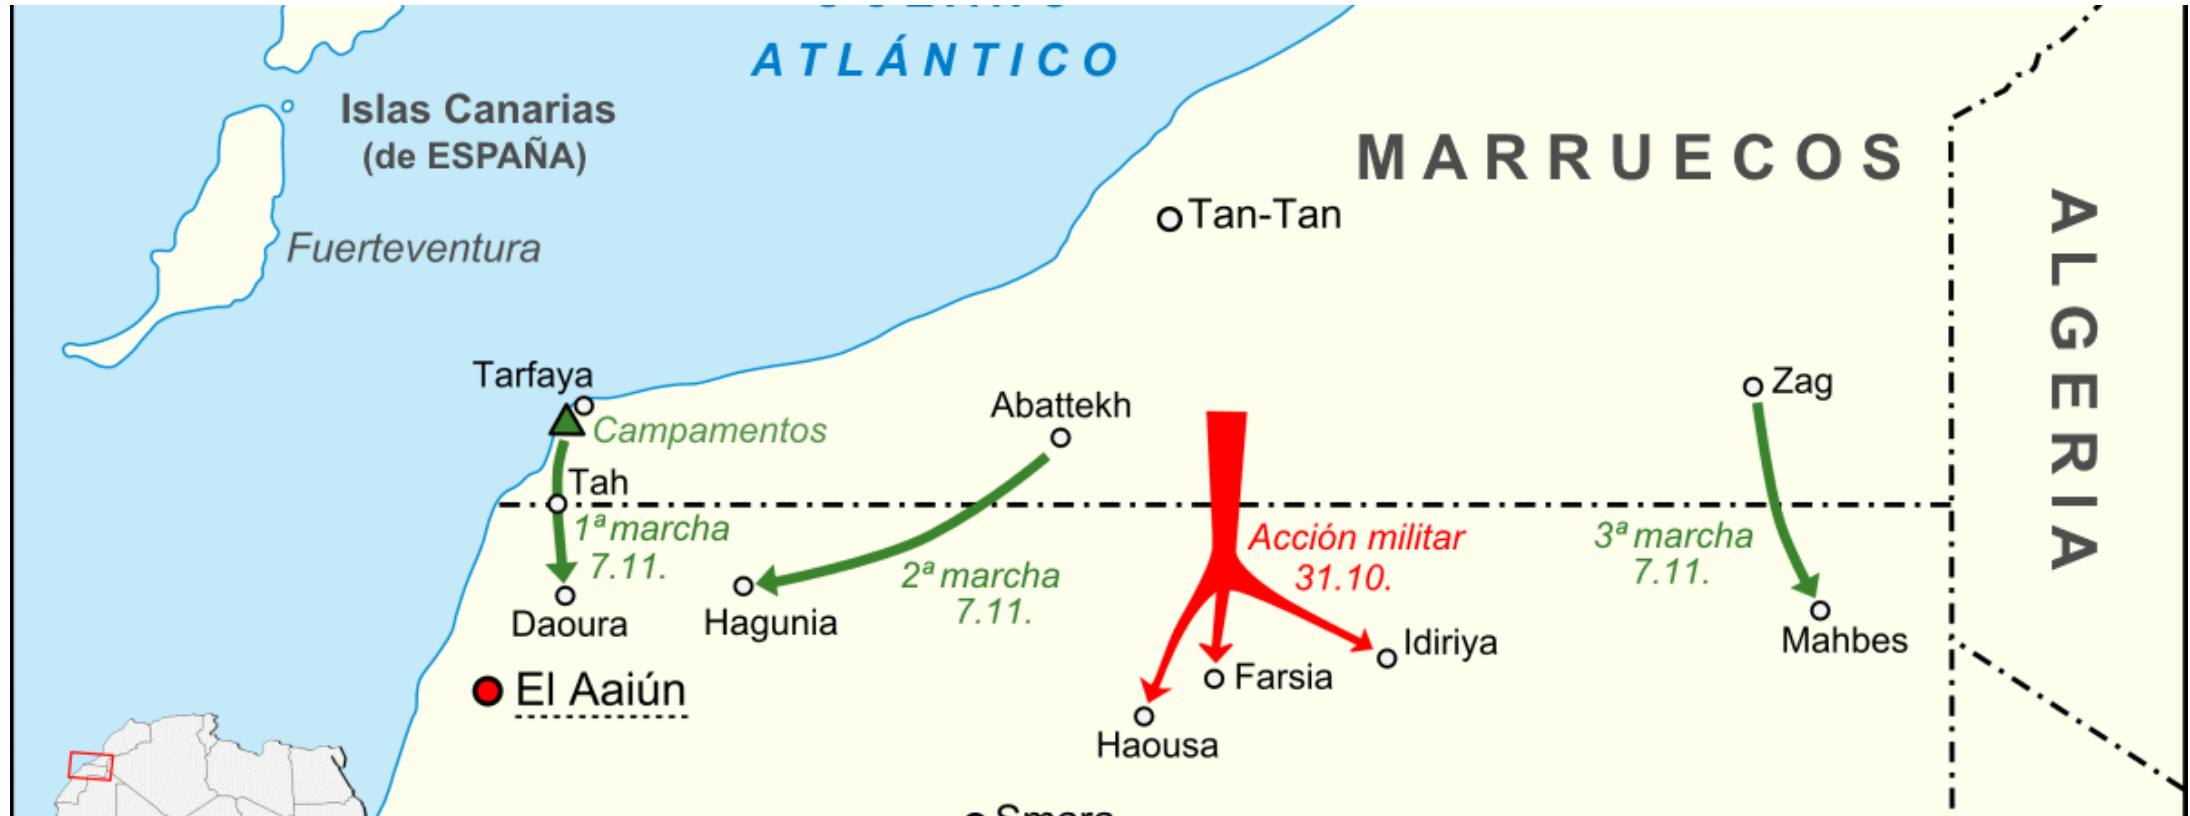 ATLÁNTICO
Islas Canarias
(de ESPAÑA)
MARRUECOS
ALGERIA
Tan-Tan
Fuerteventura
Tarfaya
Campamentos
Abattekh
Zag
Tah
1ª marcha
7.11.
Acción militar
31.10.
3ª marcha
7.11.
2ª marcha
7.11.
Daoura
Hagunia
Idiriya
Mahbes
Farsia
El Aaiún
Haousa